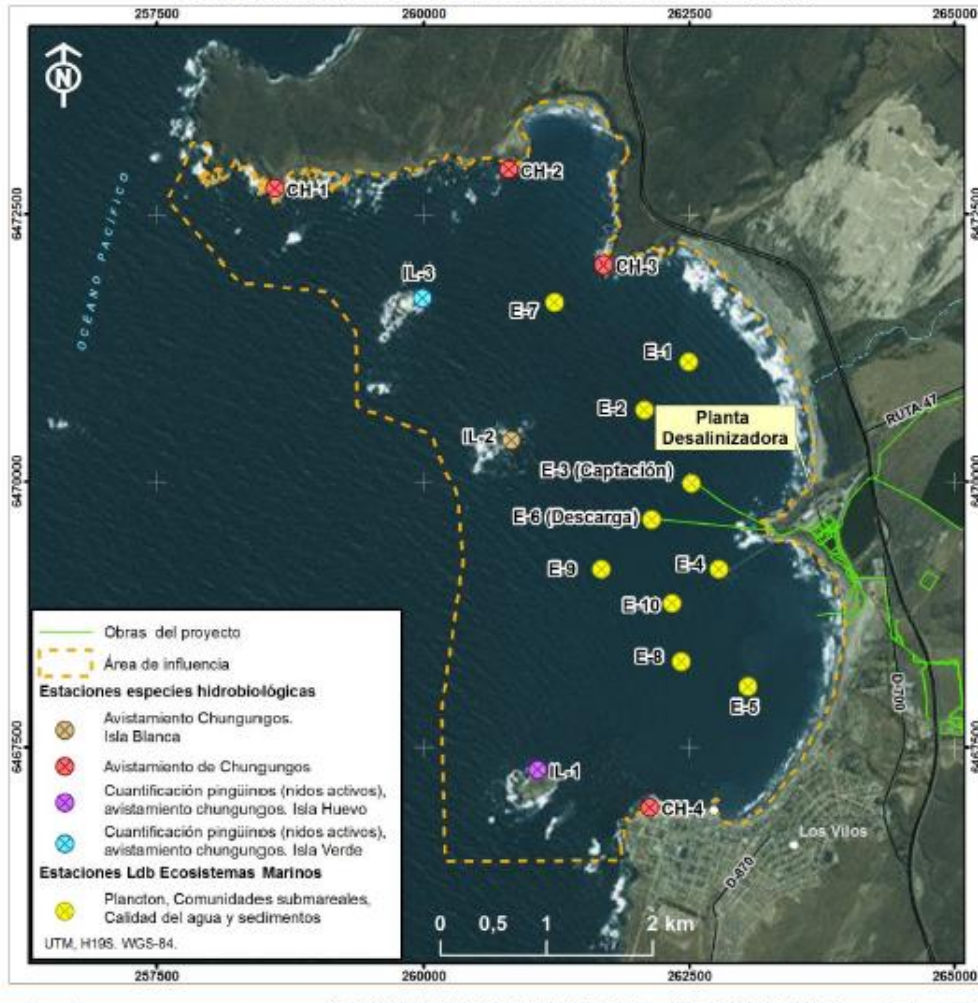 257500
260000
262500
265000
N
OCÉANO PACÍFICO
6472500
6472500
CH-1
CH-2
CH-3
IL-3
E-7
E-1
E-2
Planta
Desalinizadora
RUTA 47
IL-2
E-3 (Captación)
6470000
6470000
E-6 (Descarga)
E-9
E-4
E-10
E-8
E-5
D-700
6467500
6467500
IL-1
CH-4
Los Vilos
D-870
Obras del proyecto
Área de influencia
Estaciones especies hidrobiológicas
Avistamiento Chungungos.
Isla Blanca
Avistamiento de Chungungos
Cuantificación pingüinos (nidos activos),
avistamiento chungungos. Isla Huevo
Cuantificación pingüinos (nidos activos),
avistamiento chungungos. Isla Verde
Estaciones Ldb Ecosistemas Marinos
Plancton, Comunidades submareales,
Calidad del agua y sedimentos
UTM, H19S. WGS-84.
0 0,5 1 2 km
257500
260000
262500
265000